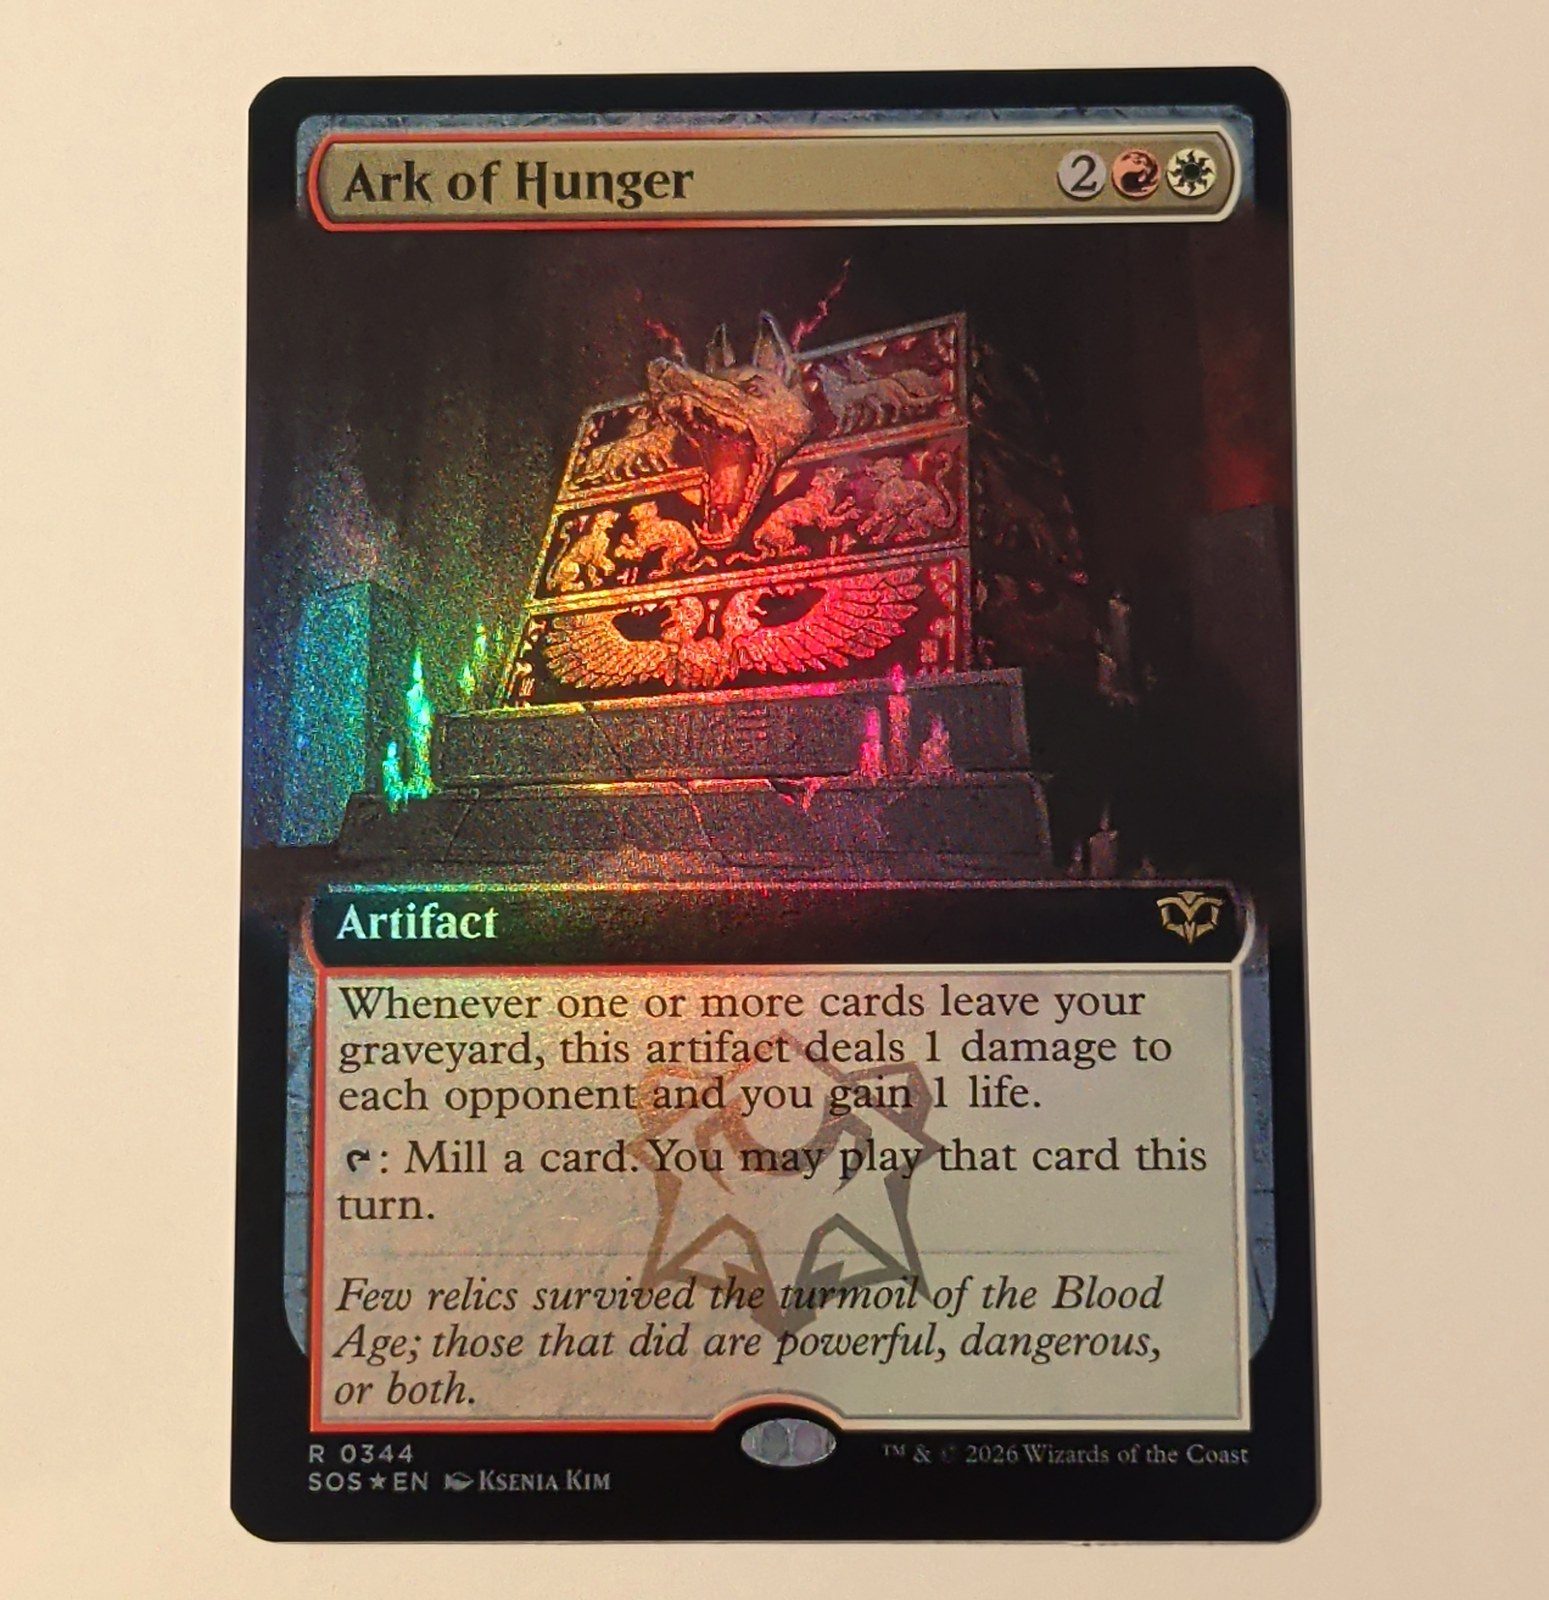 Ark of Hunger 2
Artifact
Whenever one or more cards leave your
graveyard, this artifact deals 1 damage to
each opponent and you gain 1 life.
: Mill a card. You may play that card this
turn.
Few relics survived the turmoil of the Blood
Age; those that did are powerful, dangerous,
or both.
R 0344
™ & © 2026 Wizards of the Coast
SOS★EN KSENIA KIM